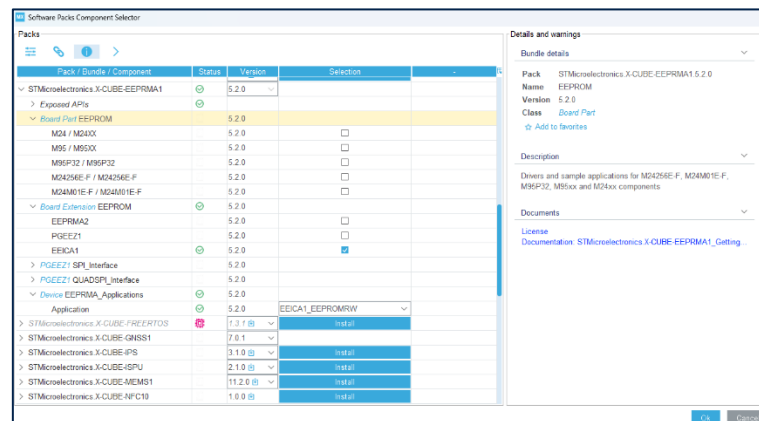 MX Software Packs Component Selector
Packs
Pack / Bundle / Component Status Version Selection -
STMicroelectronics.X-CUBE-EEPRMA1 5.2.0
Exposed APIs
Board Part EEPROM 5.2.0
M24 / M24XX 5.2.0
M95 / M95XX 5.2.0
M95P32 / M95P32 5.2.0
M24256E-F / M24256E-F 5.2.0
M24M01E-F / M24M01E-F 5.2.0
Board Extension EEPROM 5.2.0
EEPRMA2 5.2.0
PGEEZ1 5.2.0
EEICA1 5.2.0
PGEEZ1 SPI_Interface 5.2.0
PGEEZ1 QUADSPI_Interface 5.2.0
Device EEPRMA_Applications 5.2.0
Application 5.2.0 EEICA1_EEPROMRW
STMicroelectronics.X-CUBE-FREERTOS 1.3.1 Install
STMicroelectronics.X-CUBE-GNSS1 7.0.1
STMicroelectronics.X-CUBE-IPS 3.1.0 Install
STMicroelectronics.X-CUBE-ISPU 2.1.0 Install
STMicroelectronics.X-CUBE-MEMS1 11.2.0 Install
STMicroelectronics.X-CUBE-NFC10 1.0.0 Install
Details and warnings
Bundle details
Pack STMicroelectronics.X-CUBE-EEPRMA1.5.2.0
Name EEPROM
Version 5.2.0
Class Board Part
Add to favorites
Description
Drivers and sample applications for M24256E-F, M24M01E-F,
M95P32, M95xx and M24xx components
Documents
License
Documentation: STMicroelectronics.X-CUBE-EEPRMA1_Getting...
Ok Cancel